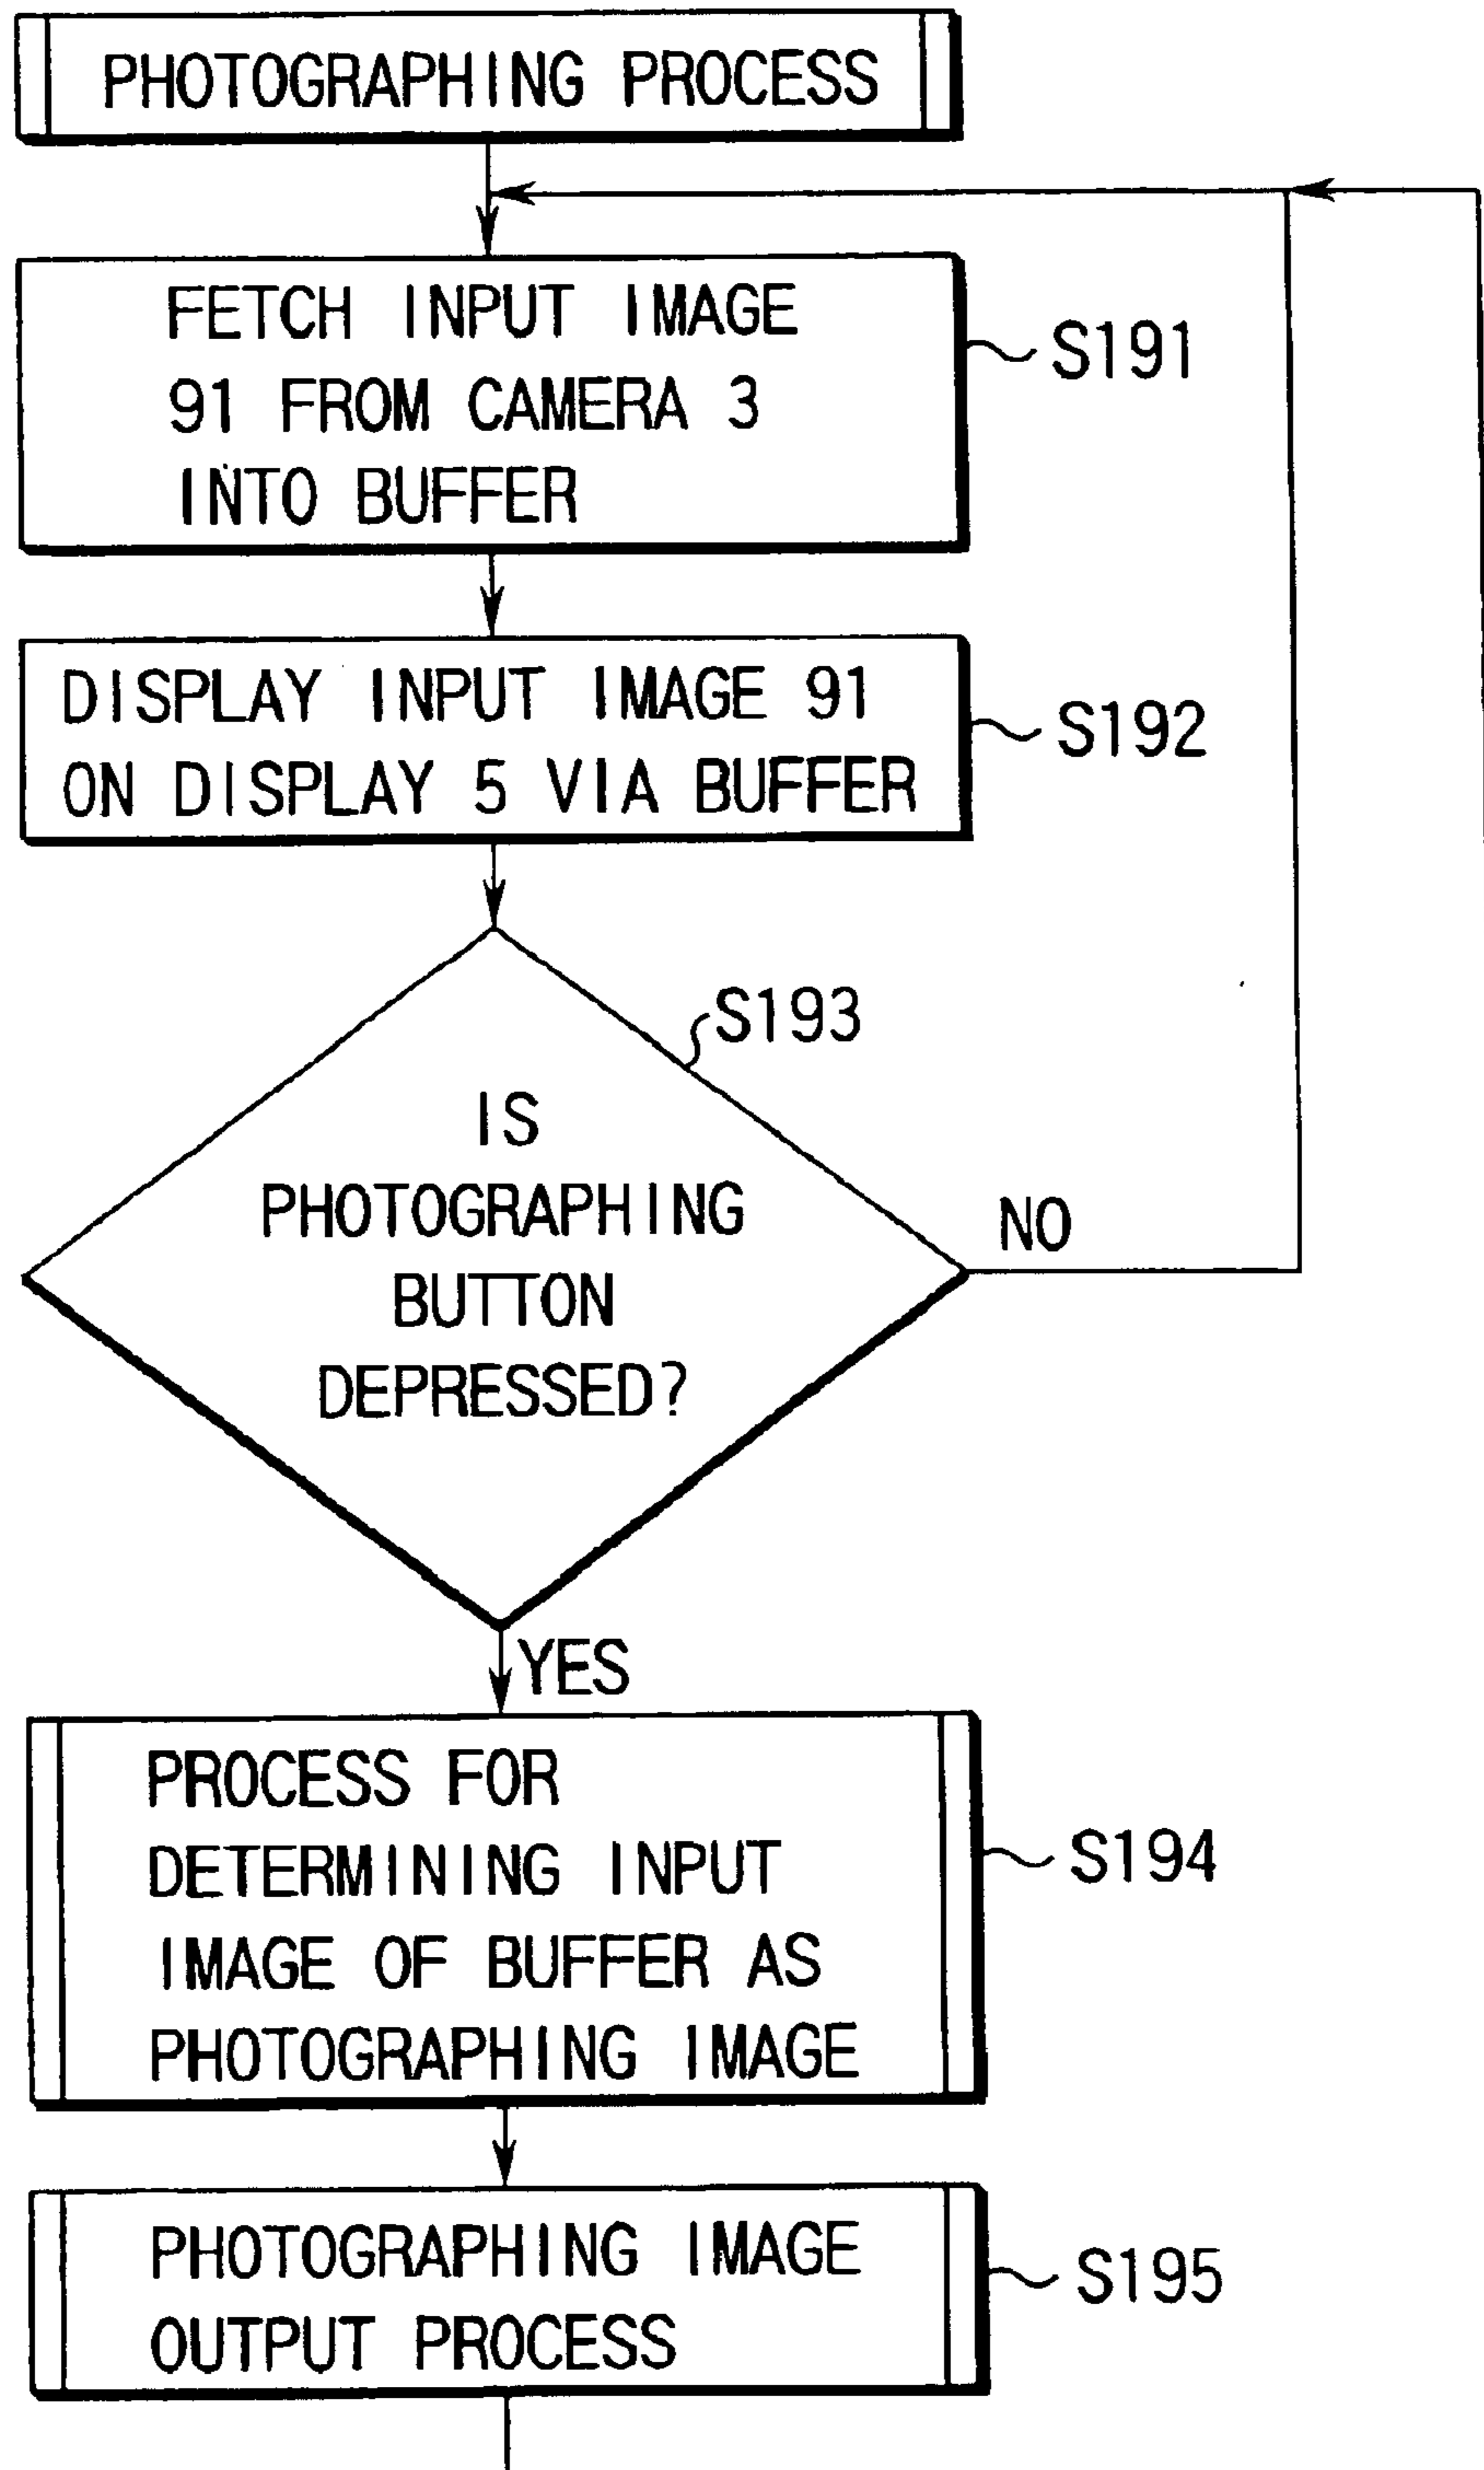 PHOTOGRAPHING PROCESS
FETCH INPUT IMAGE
91 FROM CAMERA 3
INTO BUFFER
S191
DISPLAY INPUT IMAGE 91
ON DISPLAY 5 VIA BUFFER
S192
S193
IS
PHOTOGRAPHING
BUTTON
DEPRESSED?
NO
YES
PROCESS FOR
DETERMINING INPUT
IMAGE OF BUFFER AS
PHOTOGRAPHING IMAGE
S194
PHOTOGRAPHING IMAGE
OUTPUT PROCESS
S195